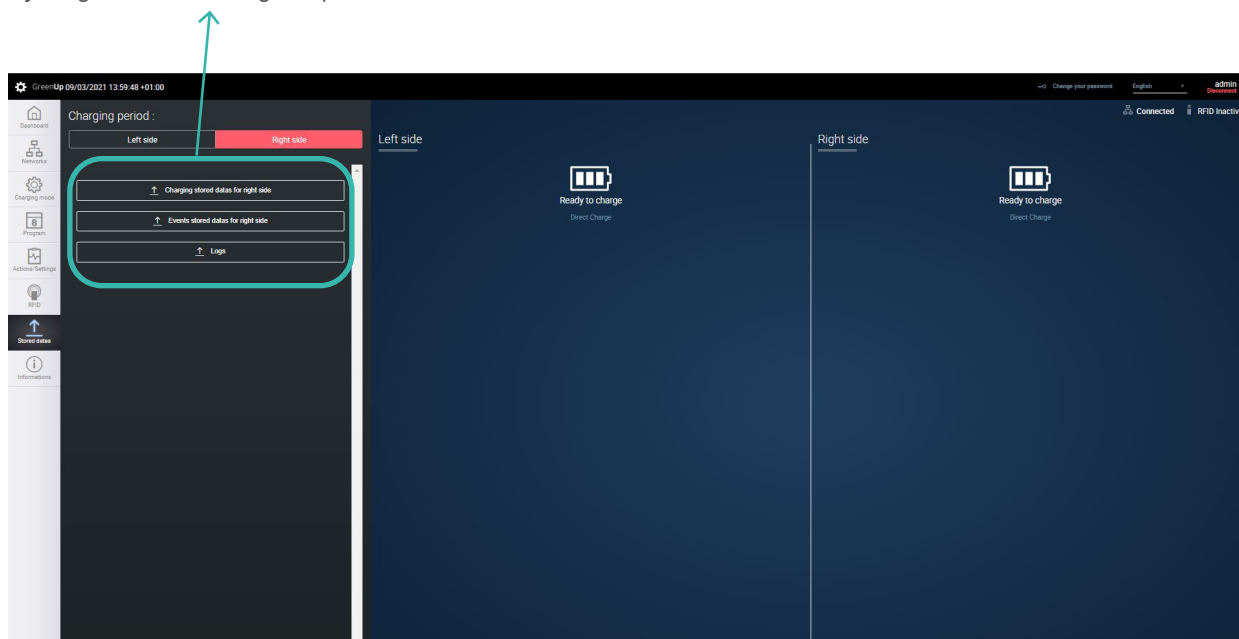 GreenUp 09/03/2021 13:59:48 +01:00
Change your password
English
admin
Disconnect
Dashboard
Networks
Charging mode
8
Program
Actions/Settings
RFID
Stored datas
Informations
Charging period :
Left side
Right side
Charging stored datas for right side
Events stored datas for right side
Logs
Connected
RFID Inactiv
Left side
Ready to charge
Direct Charge
Right side
Ready to charge
Direct Charge